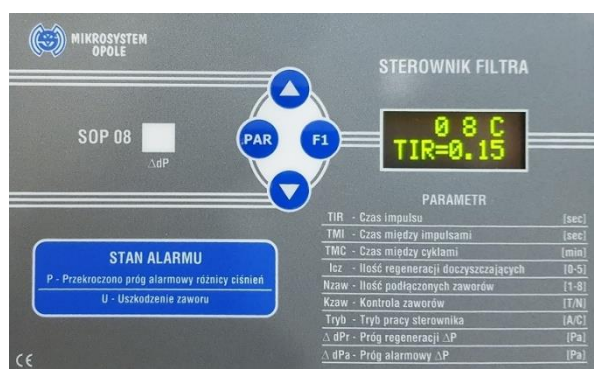 MIKROSYSTEM
OPOLE
STEROWNIK FILTRA
0 8 C
TIR=0.15
SOP 08
ΔdP
PAR
F1
PARAMETR
TIR - Czas impulsu [sec]
TMI - Czas między impulsami [sec]
TMC - Czas między cyklami [min]
Icz - Ilość regeneracji doczyszczających [0-5]
Nzaw - Ilość podłączonych zaworów [1-8]
Kzaw - Kontrola zaworów [T/N]
Tryb - Tryb pracy sterownika [A/C]
Δ dPr - Próg regeneracji ΔP [Pa]
Δ dPa - Próg alarmowy ΔP [Pa]
STAN ALARMU
P - Przekroczono próg alarmowy różnicy ciśnień
U - Uszkodzenie zaworu
CE